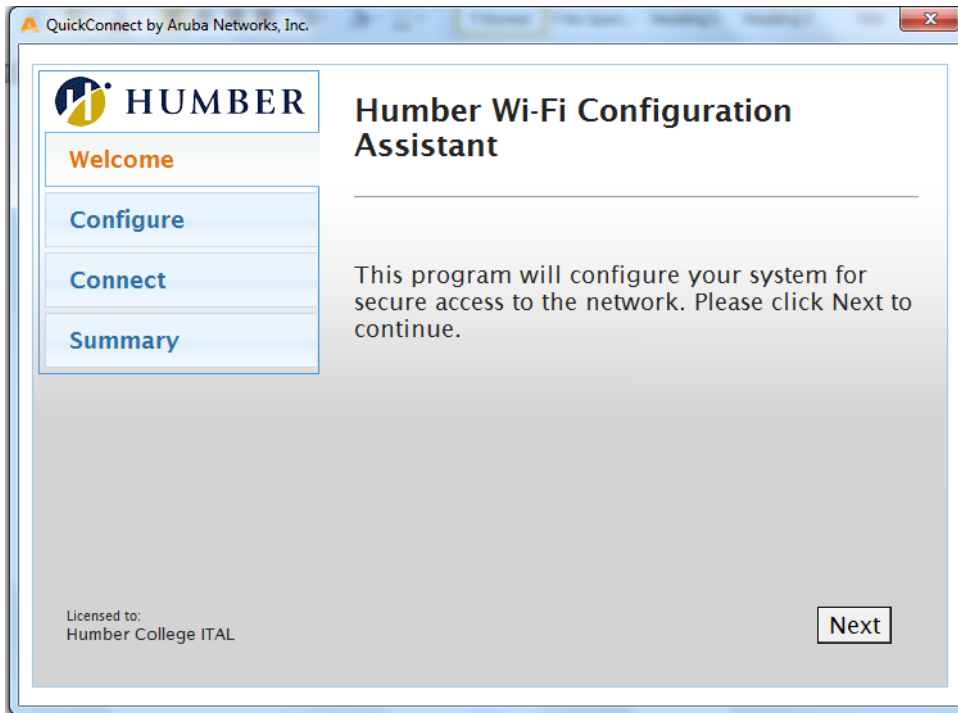 QuickConnect by Aruba Networks, Inc.
HUMBER
Welcome
Configure
Connect
Summary
Humber Wi-Fi Configuration
Assistant
This program will configure your system for
secure access to the network. Please click Next to
continue.
Licensed to:
Humber College ITAL
Next